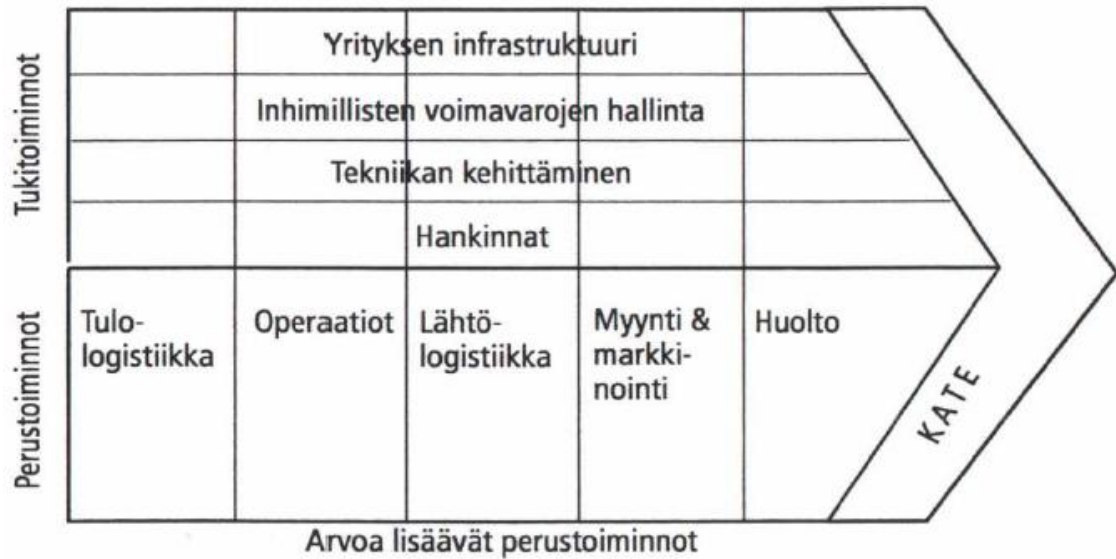 Tukitoiminnot
Yrityksen infrastruktuuri
Inhimillisten voimavarojen hallinta
Tekniikan kehittäminen
Hankinnat
Perustoiminnot
Tulo-
logistiikka
Operaatiot
Lähtö-
logistiikka
Myynti &
markki-
nointi
Huolto
KATE
Arvoa lisäävät perustoiminnot